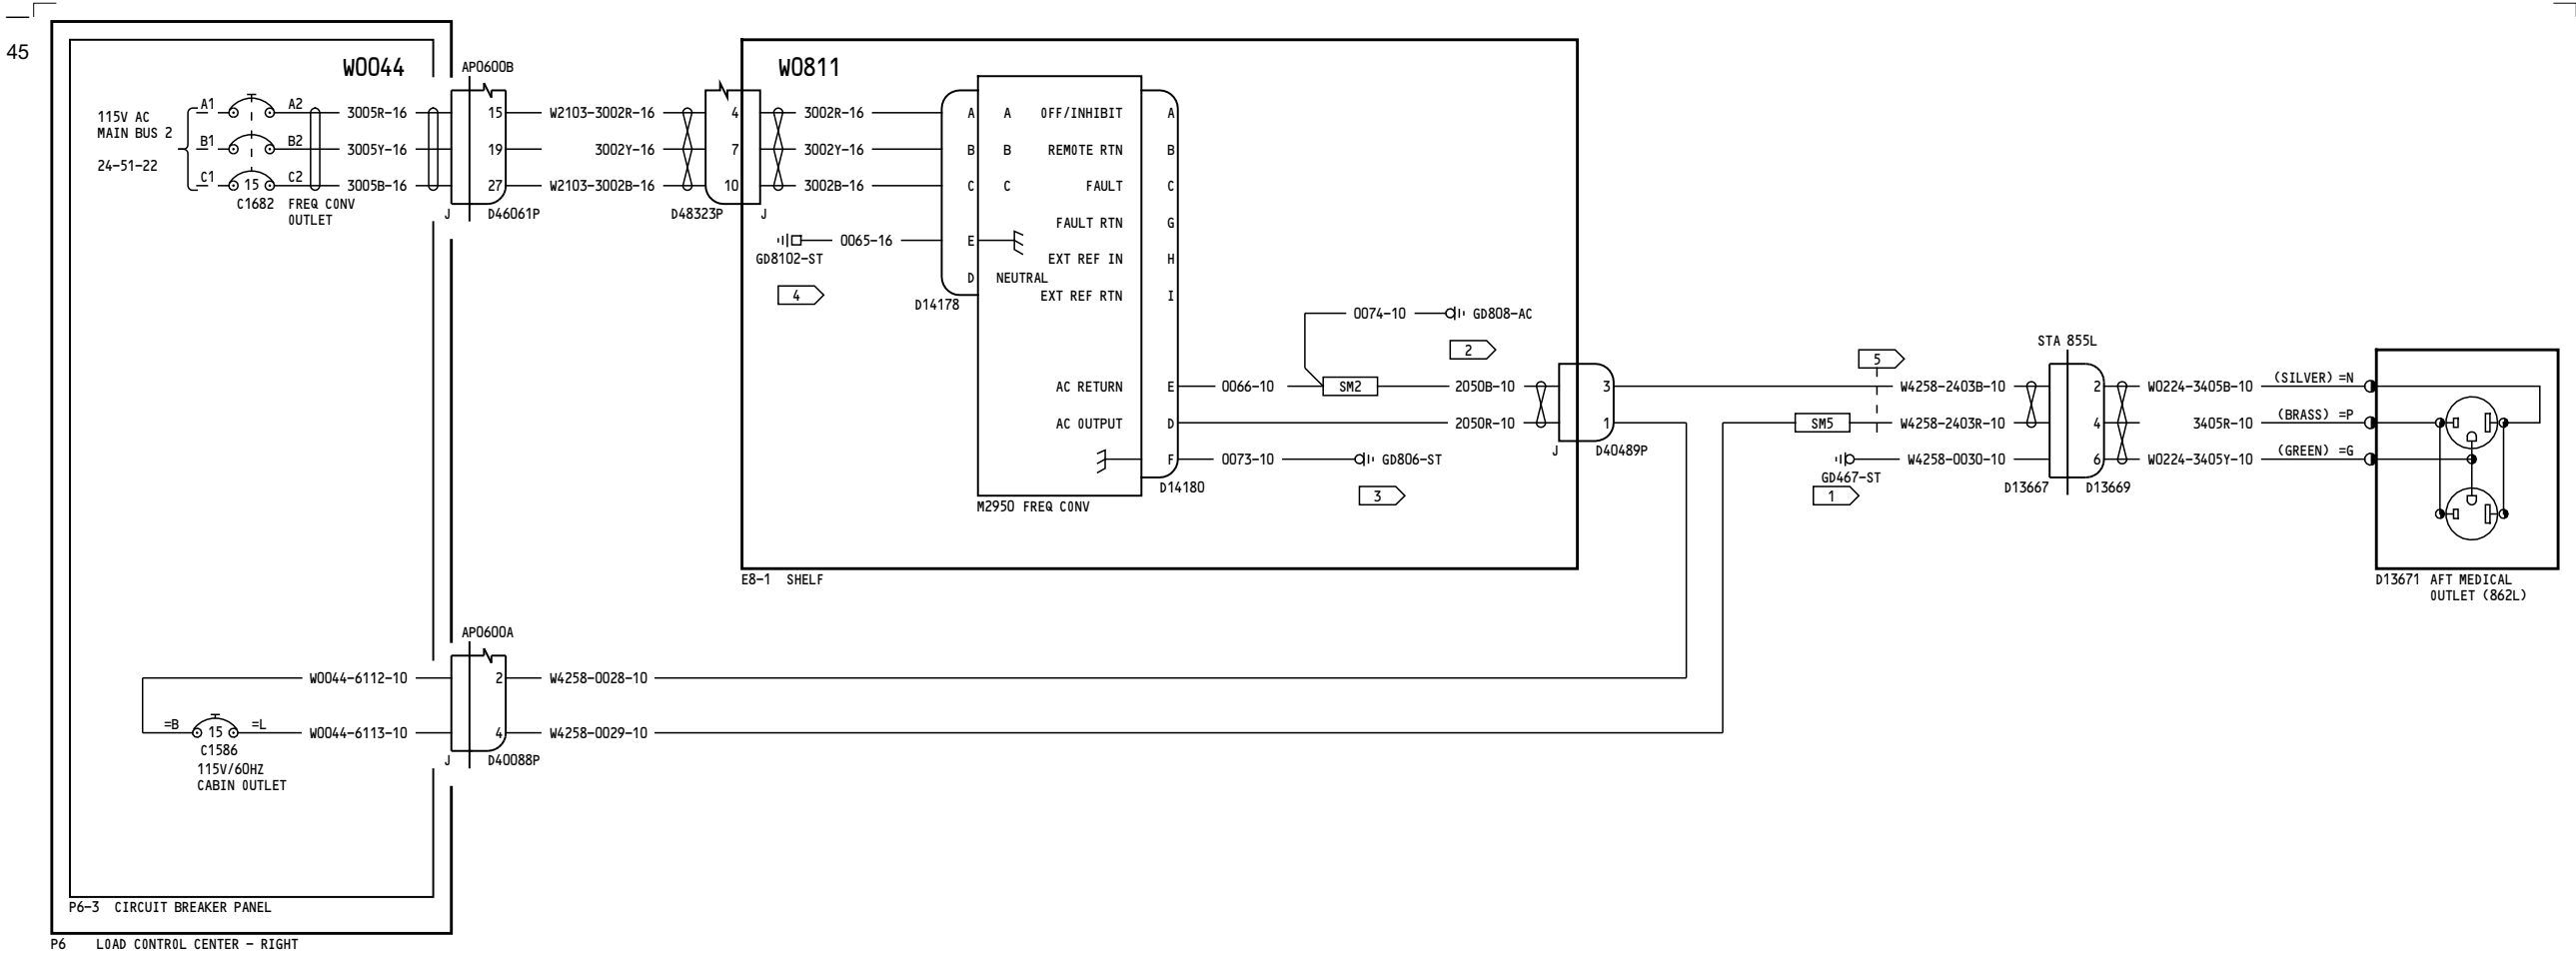 45
W0044
AP0600B
W0811
115V AC
MAIN BUS 2
24-51-22
A1
A2
3005R-16
15
W2103-3002R-16
4
3002R-16
A
A
OFF/INHIBIT
A
B1
B2
3005Y-16
19
3002Y-16
7
3002Y-16
B
B
REMOTE RTN
B
C1
15
C2
3005B-16
27
W2103-3002B-16
10
3002B-16
C
C
FAULT
C
C1682
FREQ CONV
OUTLET
J
D46061P
D48323P
J
FAULT RTN
G
0065-16
E
GD8102-ST
EXT REF IN
H
D
NEUTRAL
4
EXT REF RTN
I
D14178
0074-10
GD808-AC
2
STA 855L
5
AC RETURN
E
0066-10
SM2
2050B-10
3
W4258-2403B-10
2
W0224-3405B-10
(SILVER) =N
AC OUTPUT
D
2050R-10
1
SM5
W4258-2403R-10
4
3405R-10
(BRASS) =P
J
D40489P
F
0073-10
GD806-ST
W4258-0030-10
6
W0224-3405Y-10
(GREEN) =G
GD467-ST
D14180
3
1
D13667
D13669
M2950 FREQ CONV
E8-1 SHELF
D13671 AFT MEDICAL
OUTLET (862L)
AP0600A
W0044-6112-10
2
W4258-0028-10
=B
15
=L
W0044-6113-10
4
W4258-0029-10
C1586
115V/60HZ
CABIN OUTLET
J
D40088P
P6-3 CIRCUIT BREAKER PANEL
P6 LOAD CONTROL CENTER - RIGHT